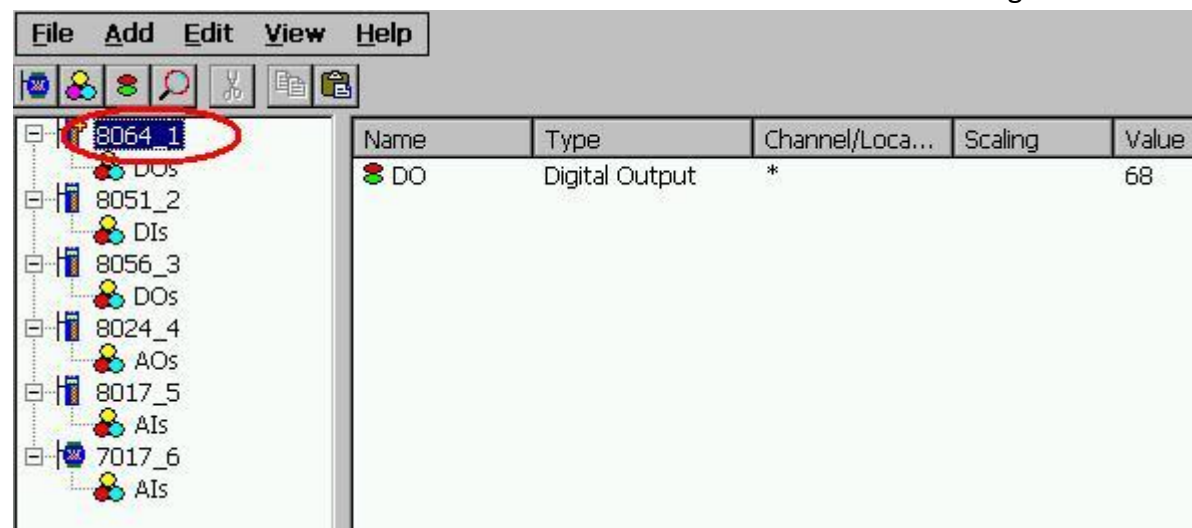 File Add Edit View Help
8064_1
DOs
8051_2
DIs
8056_3
DOs
8024_4
AOs
8017_5
AIs
7017_6
AIs
Name Type Channel/Loca... Scaling Value
DO Digital Output * 68